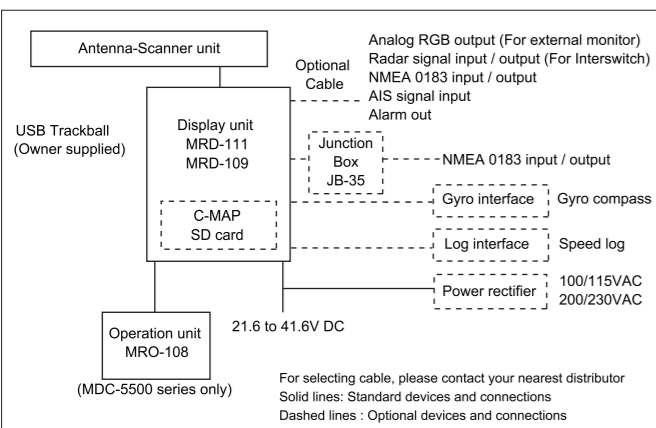 Antenna-Scanner unit
Optional
Cable
Analog RGB output (For external monitor)
Radar signal input / output (For Interswitch)
NMEA 0183 input / output
AIS signal input
Alarm out
USB Trackball
(Owner supplied)
Display unit
MRD-111
MRD-109
Junction
Box
JB-35
NMEA 0183 input / output
C-MAP
SD card
Gyro interface
Gyro compass
Log interface
Speed log
Power rectifier
100/115VAC
200/230VAC
21.6 to 41.6V DC
Operation unit
MRO-108
(MDC-5500 series only)
For selecting cable, please contact your nearest distributor
Solid lines: Standard devices and connections
Dashed lines : Optional devices and connections